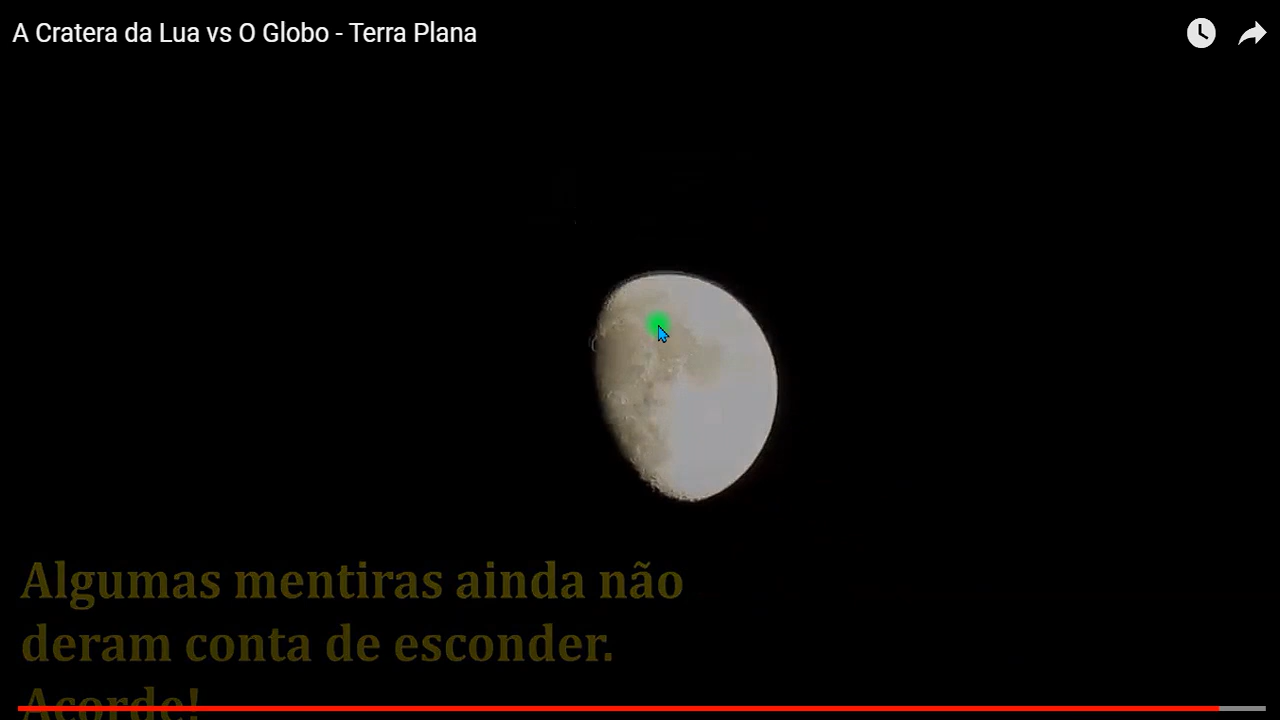 A Cratera da Lua vs O Globo - Terra Plana
Algumas mentiras ainda não
deram conta de esconder.
Acorde!